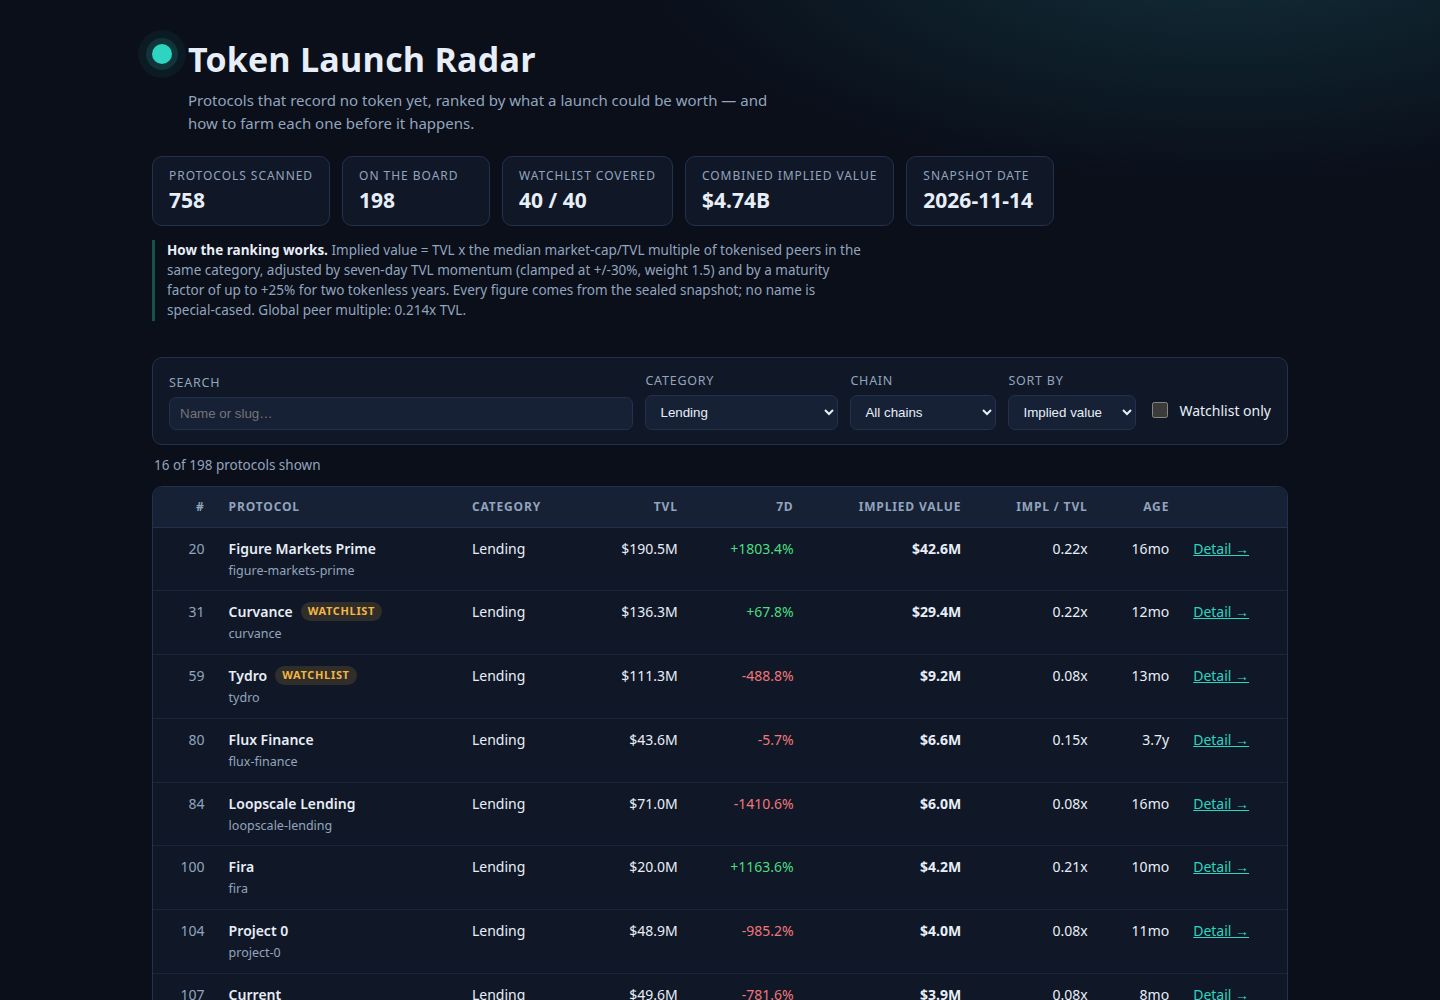 Token Launch Radar
Protocols that record no token yet, ranked by what a launch could be worth — and
how to farm each one before it happens.
PROTOCOLS SCANNED
758
ON THE BOARD
198
WATCHLIST COVERED
40 / 40
COMBINED IMPLIED VALUE
$4.74B
SNAPSHOT DATE
2026-11-14
How the ranking works. Implied value = TVL x the median market-cap/TVL multiple of tokenised peers in the
same category, adjusted by seven-day TVL momentum (clamped at +/-30%, weight 1.5) and by a maturity
factor of up to +25% for two tokenless years. Every figure comes from the sealed snapshot; no name is
special-cased. Global peer multiple: 0.214x TVL.
SEARCH
Name or slug…
CATEGORY
Lending
CHAIN
All chains
SORT BY
Implied value
Watchlist only
16 of 198 protocols shown
# PROTOCOL CATEGORY TVL 7D IMPLIED VALUE IMPL / TVL AGE
20 Figure Markets Prime Lending $190.5M +1803.4% $42.6M 0.22x 16mo Detail →
figure-markets-prime
31 Curvance WATCHLIST Lending $136.3M +67.8% $29.4M 0.22x 12mo Detail →
curvance
59 Tydro WATCHLIST Lending $111.3M -488.8% $9.2M 0.08x 13mo Detail →
tydro
80 Flux Finance Lending $43.6M -5.7% $6.6M 0.15x 3.7y Detail →
flux-finance
84 Loopscale Lending Lending $71.0M -1410.6% $6.0M 0.08x 16mo Detail →
loopscale-lending
100 Fira Lending $20.0M +1163.6% $4.2M 0.21x 10mo Detail →
fira
104 Project 0 Lending $48.9M -985.2% $4.0M 0.08x 11mo Detail →
project-0
107 Current Lending $49.6M -781.6% $3.9M 0.08x 8mo Detail →